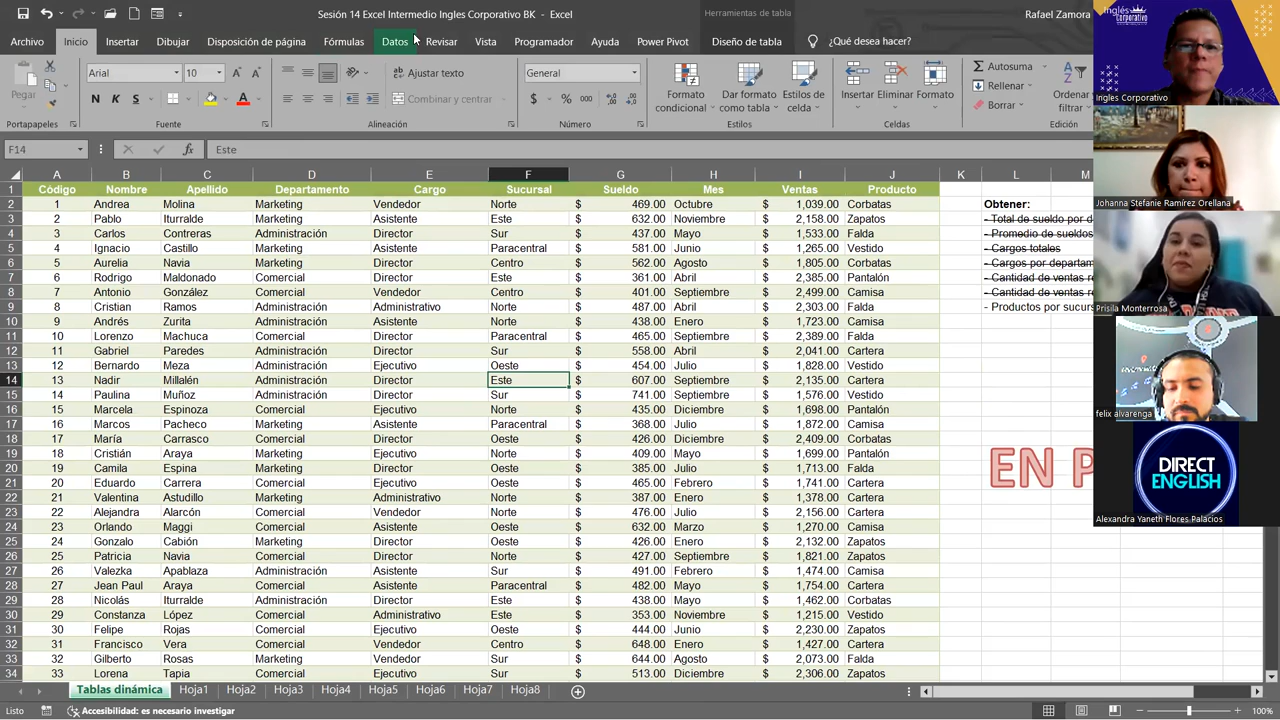 Sesión 14 Excel Intermedio Ingles Corporativo BK - Excel
Herramientas de tabla
Rafael Zamora
Archivo Inicio Insertar Dibujar Disposición de página Fórmulas Datos Revisar Vista Programador Ayuda Power Pivot Diseño de tabla ¿Qué desea hacer?
Pegar
Arial 10
N K S
Ajustar texto
Combinar y centrar
General
$ % 000
Formato condicional
Dar formato como tabla
Estilos de celda
Insertar Eliminar Formato
Autosuma
Rellenar
Borrar
Ordenar filtrar
Portapapeles Fuente Alineación Número Estilos Celdas Edición
F14 fx Este
A B C D E F G H I J K L M
1 Código Nombre Apellido Departamento Cargo Sucursal Sueldo Mes Ventas Producto
2 1 Andrea Molina Marketing Vendedor Norte $ 469.00 Octubre $ 1,039.00 Corbatas Obtener:
3 2 Pablo Iturralde Marketing Asistente Este $ 632.00 Noviembre $ 2,158.00 Zapatos - Total de sueldo por d
4 3 Carlos Contreras Administración Asistente Sur $ 437.00 Mayo $ 1,533.00 Falda - Promedio de sueldos
5 4 Ignacio Castillo Marketing Asistente Paracentral $ 581.00 Junio $ 1,265.00 Vestido - Cargos totales
6 5 Aurelia Navia Marketing Asistente Centro $ 562.00 Agosto $ 1,805.00 Corbatas - Cargos por departam
7 6 Rodrigo Maldonado Comercial Asistente Este $ 361.00 Abril $ 2,385.00 Pantalón - Cantidad de ventas r
8 7 Antonio González Comercial Vendedor Centro $ 401.00 Septiembre $ 2,499.00 Camisa - Cantidad de ventas r
9 8 Cristian Ramos Administración Administrativo Norte $ 487.00 Abril $ 2,303.00 Falda - Productos por sucurs
10 9 Andrés Zurita Administración Asistente Norte $ 438.00 Enero $ 1,723.00 Camisa
11 10 Lorenzo Machuca Comercial Asistente Paracentral $ 465.00 Septiembre $ 2,389.00 Falda
12 11 Gabriel Paredes Administración Asistente Sur $ 558.00 Abril $ 2,041.00 Cartera
13 12 Bernardo Meza Administración Ejecutivo Oeste $ 454.00 Julio $ 1,828.00 Vestido
14 13 Nadir Millalén Administración Director Este $ 607.00 Septiembre $ 2,135.00 Cartera
15 14 Paulina Muñoz Administración Director Sur $ 741.00 Septiembre $ 1,576.00 Vestido
16 15 Marcela Espinoza Comercial Ejecutivo Norte $ 435.00 Diciembre $ 1,698.00 Pantalón
17 16 Marcos Pacheco Comercial Ejecutivo Paracentral $ 368.00 Julio $ 1,872.00 Camisa
18 17 María Carrasco Comercial Director Oeste $ 426.00 Diciembre $ 2,409.00 Corbatas
19 18 Cristián Araya Marketing Director Norte $ 409.00 Mayo $ 1,699.00 Pantalón
20 19 Camila Espina Marketing Director Oeste $ 385.00 Julio $ 1,713.00 Falda
21 20 Eduardo Carrera Comercial Ejecutivo Oeste $ 465.00 Febrero $ 1,741.00 Camisa
22 21 Valentina Astudillo Marketing Administrativo Norte $ 387.00 Enero $ 1,378.00 Camisa
23 22 Alejandra Alarcón Comercial Director Norte $ 476.00 Julio $ 2,156.00 Cartera
24 23 Orlando Maggi Comercial Asistente Oeste $ 632.00 Marzo $ 1,270.00 Camisa
25 24 Gonzalo Cabión Marketing Director Oeste $ 426.00 Enero $ 2,132.00 Zapatos
26 25 Patricia Navia Comercial Director Norte $ 427.00 Septiembre $ 1,821.00 Zapatos
27 26 Valezka Apablaza Comercial Asistente Sur $ 491.00 Febrero $ 1,474.00 Camisa
28 27 Jean Paul Araya Comercial Asistente Paracentral $ 482.00 Mayo $ 1,754.00 Cartera
29 28 Nicolás Iturralde Administración Director Este $ 438.00 Mayo $ 1,462.00 Corbatas
30 29 Constanza López Comercial Administrativo Este $ 353.00 Noviembre $ 1,215.00 Vestido
31 30 Felipe Rojas Comercial Ejecutivo Oeste $ 444.00 Junio $ 2,230.00 Zapatos
32 31 Francisco Vera Comercial Ejecutivo Centro $ 648.00 Enero $ 1,427.00 Camisa
33 32 Gilberto Rosas Marketing Vendedor Sur $ 644.00 Agosto $ 2,073.00 Falda
34 33 Lorena Tapia Comercial Ejecutivo Sur $ 513.00 Diciembre $ 2,306.00 Cartera
EN P
Tablas dinámica Hoja1 Hoja2 Hoja3 Hoja4 Hoja5 Hoja6 Hoja7 Hoja8
Listo Accesibilidad: es necesario investigar 100%
Inglés Corporativo
Ingles Corporativo
Johanna Stefanie Ramírez Orellana
Prisila Monterrosa
felix alvarenga
DIRECT
ENGLISH
Alexandra Yaneth Flores Palacios